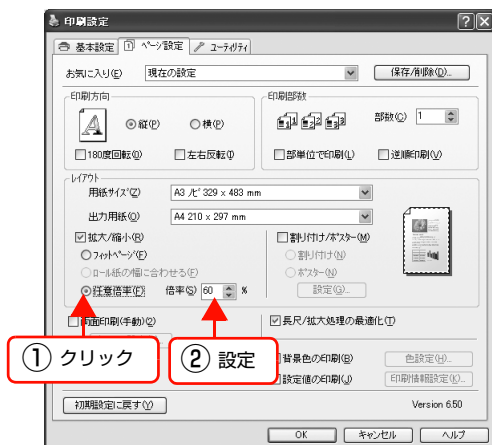 印刷設定
基本設定 ページ設定 ユーティリティ
お気に入り(E) 現在の設定 保存/削除(D)...
印刷方向
縦(P) 横(P)
180度回転(O) 左右反転(I)
印刷部数
部数(C) 1
部単位で印刷(L) 逆順印刷(V)
レイアウト
用紙サイズ(Z) A3 ノビ 329 x 483 mm
出力用紙(O) A4 210 x 297 mm
拡大/縮小(R)
フィットページ(F)
ロール紙の幅に合わせる(F)
任意倍率(F) 倍率(S) 60 %
割り付け/ポスター(M)
割り付け(N)
ポスター(N)
設定(G)...
両面印刷(手動)(2) 長尺/拡大処理の最適化(T)
① クリック
② 設定
背景色の印刷(B) 色設定(H)...
設定値の印刷(J) 印刷情報設定(K)...
初期設定に戻す(Y) Version 6.50
OK キャンセル ヘルプ